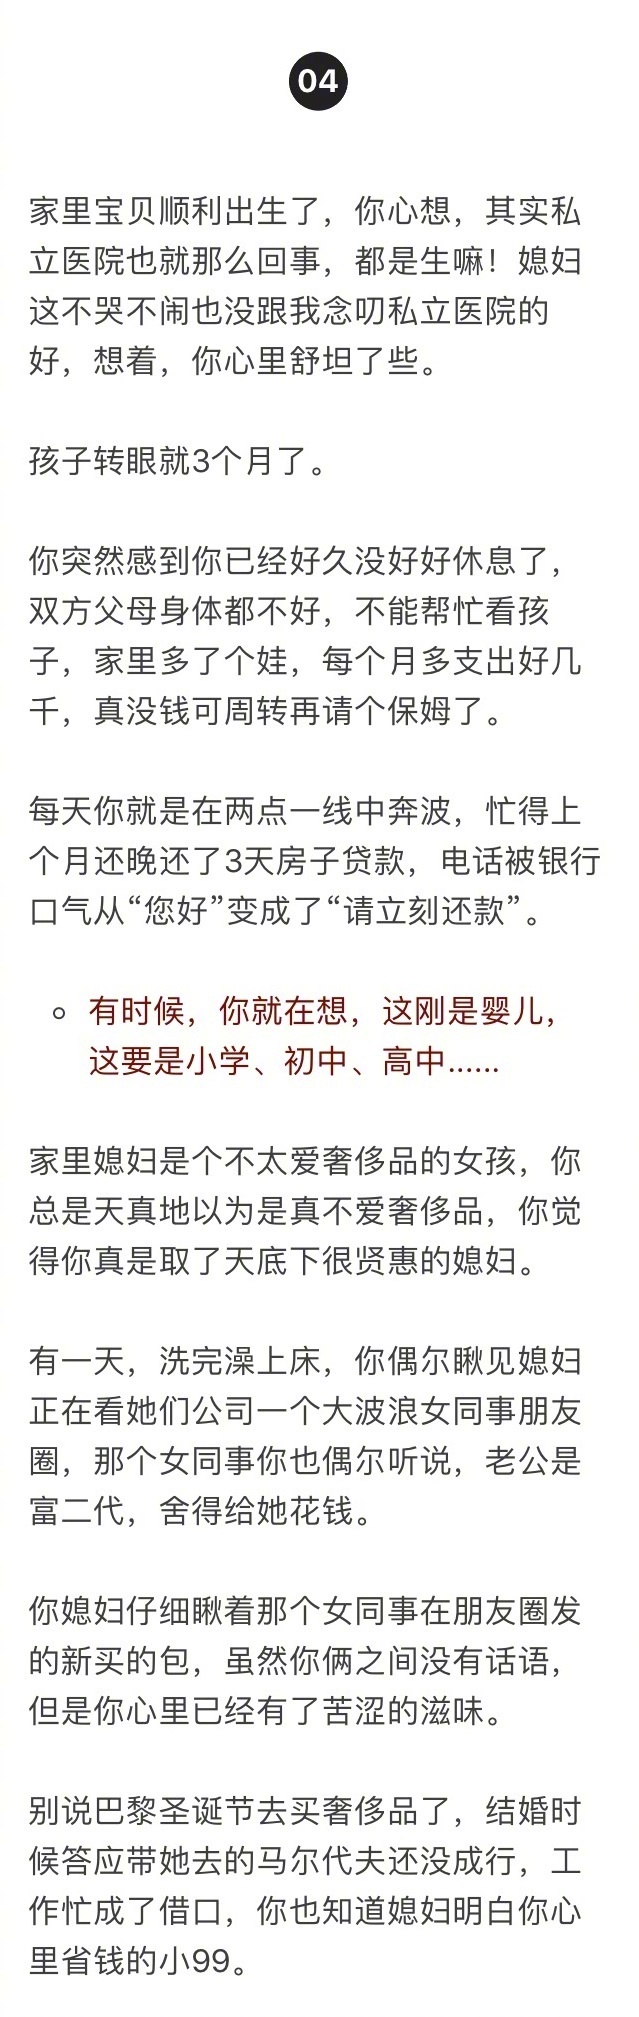 04
家里宝贝顺利出生了，你心想，其实私
立医院也就那么回事，都是生嘛！媳妇
这不哭不闹也没跟我念叨私立医院的
好，想着，你心里舒坦了些。
孩子转眼就3个月了。
你突然感到你已经好久没好好休息了，
双方父母身体都不好，不能帮忙看孩
子，家里多了个娃，每个月多支出好几
千，真没钱可周转再请个保姆了。
每天你就是在两点一线中奔波，忙得上
个月还晚还了3天房子贷款，电话被银行
口气从“您好”变成了“请立刻还款”。
有时候，你就在想，这刚是婴儿，
这要是小学、初中、高中......
家里媳妇是个不太爱奢侈品的女孩，你
总是天真地以为是真不爱奢侈品，你觉
得你真是取了天底下很贤惠的媳妇。
有一天，洗完澡上床，你偶尔瞅见媳妇
正在看她们公司一个大波浪女同事朋友
圈，那个女同事你也偶尔听说，老公是
富二代，舍得给她花钱。
你媳妇仔细瞅着那个女同事在朋友圈发
的新买的包，虽然你俩之间没有话语，
但是你心里已经有了苦涩的滋味。
别说巴黎圣诞节去买奢侈品了，结婚时
候答应带她去的马尔代夫还没成行，工
作忙成了借口，你也知道媳妇明白你心
里省钱的小99。